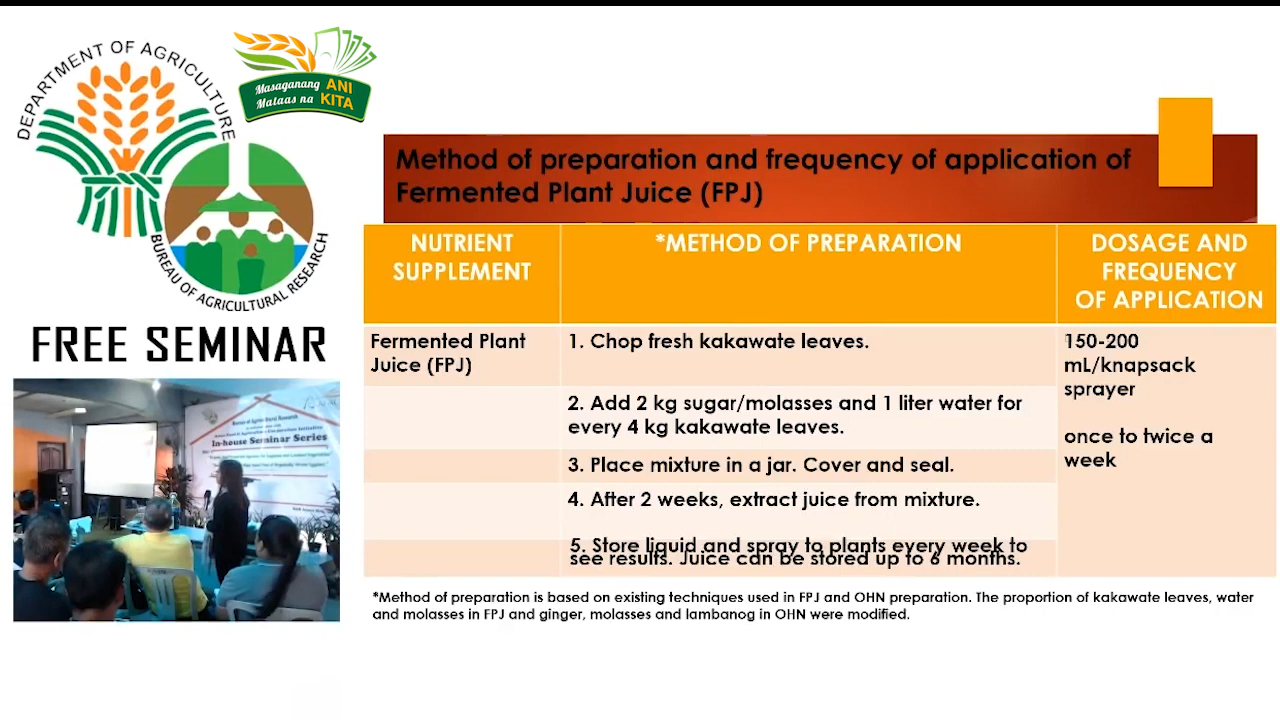 DEPARTMENT OF AGRICULTURE
Masaganang ANI
Mataas na KITA
BUREAU OF AGRICULTURAL RESEARCH
FREE SEMINAR
In-house Seminar Series
Method of preparation and frequency of application of
Fermented Plant Juice (FPJ)
NUTRIENT
SUPPLEMENT
*METHOD OF PREPARATION
DOSAGE AND
FREQUENCY
OF APPLICATION
Fermented Plant
Juice (FPJ)
1. Chop fresh kakawate leaves.
150-200
mL/knapsack
sprayer
once to twice a
week
2. Add 2 kg sugar/molasses and 1 liter water for
every 4 kg kakawate leaves.
3. Place mixture in a jar. Cover and seal.
4. After 2 weeks, extract juice from mixture.
5. Store liquid and spray to plants every week to
see results. Juice can be stored up to 6 months.
*Method of preparation is based on existing techniques used in FPJ and OHN preparation. The proportion of kakawate leaves, water
and molasses in FPJ and ginger, molasses and lambanog in OHN were modified.